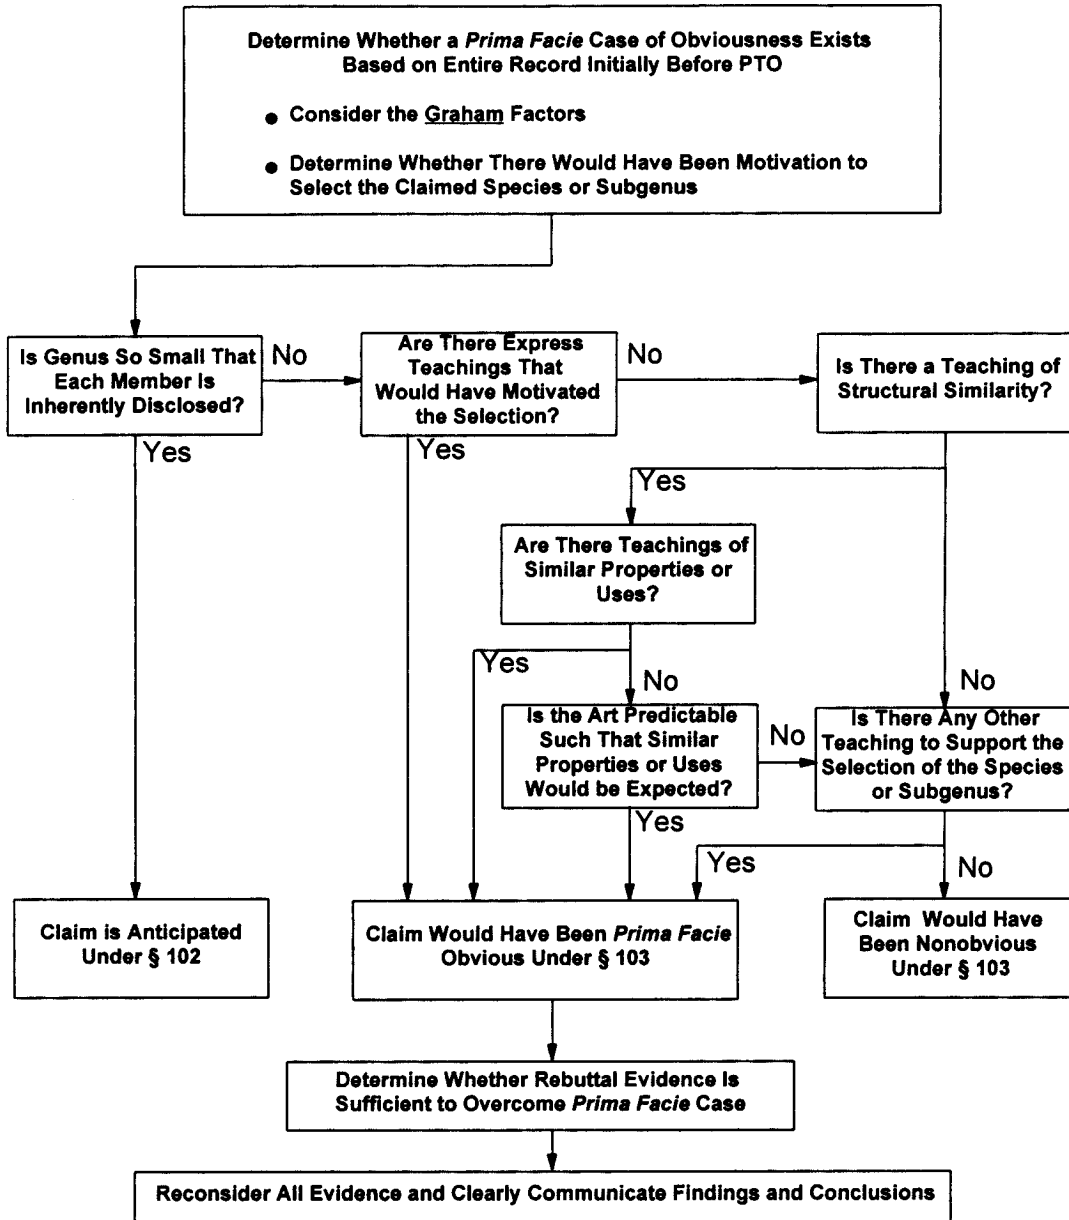 Determine Whether a Prima Facie Case of Obviousness Exists
Based on Entire Record Initially Before PTO
● Consider the Graham Factors
● Determine Whether There Would Have Been Motivation to
Select the Claimed Species or Subgenus
Is Genus So Small That
Each Member Is
Inherently Disclosed?
No
Are There Express
Teachings That
Would Have Motivated
the Selection?
No
Is There a Teaching of
Structural Similarity?
Yes
Yes
Yes
Are There Teachings of
Similar Properties or
Uses?
Yes
No
No
Is the Art Predictable
Such That Similar
Properties or Uses
Would be Expected?
No
Is There Any Other
Teaching to Support the
Selection of the Species
or Subgenus?
Yes
Yes
No
Claim is Anticipated
Under § 102
Claim Would Have Been Prima Facie
Obvious Under § 103
Claim Would Have
Been Nonobvious
Under § 103
Determine Whether Rebuttal Evidence Is
Sufficient to Overcome Prima Facie Case
Reconsider All Evidence and Clearly Communicate Findings and Conclusions